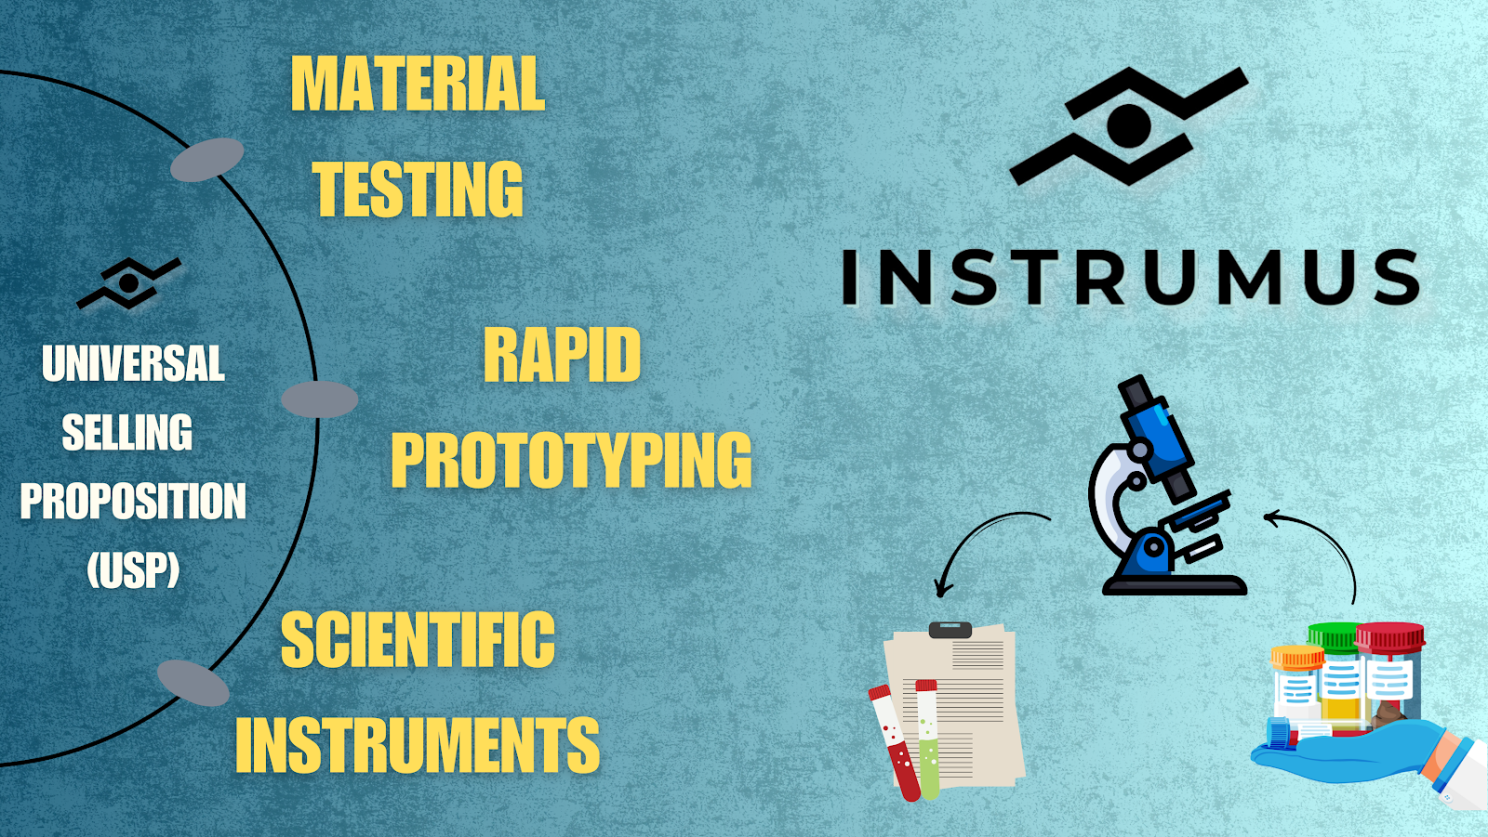 MATERIAL
TESTING
INSTRUMUS
UNIVERSAL
SELLING
PROPOSITION
(USP)
RAPID
PROTOTYPING
SCIENTIFIC
INSTRUMENTS